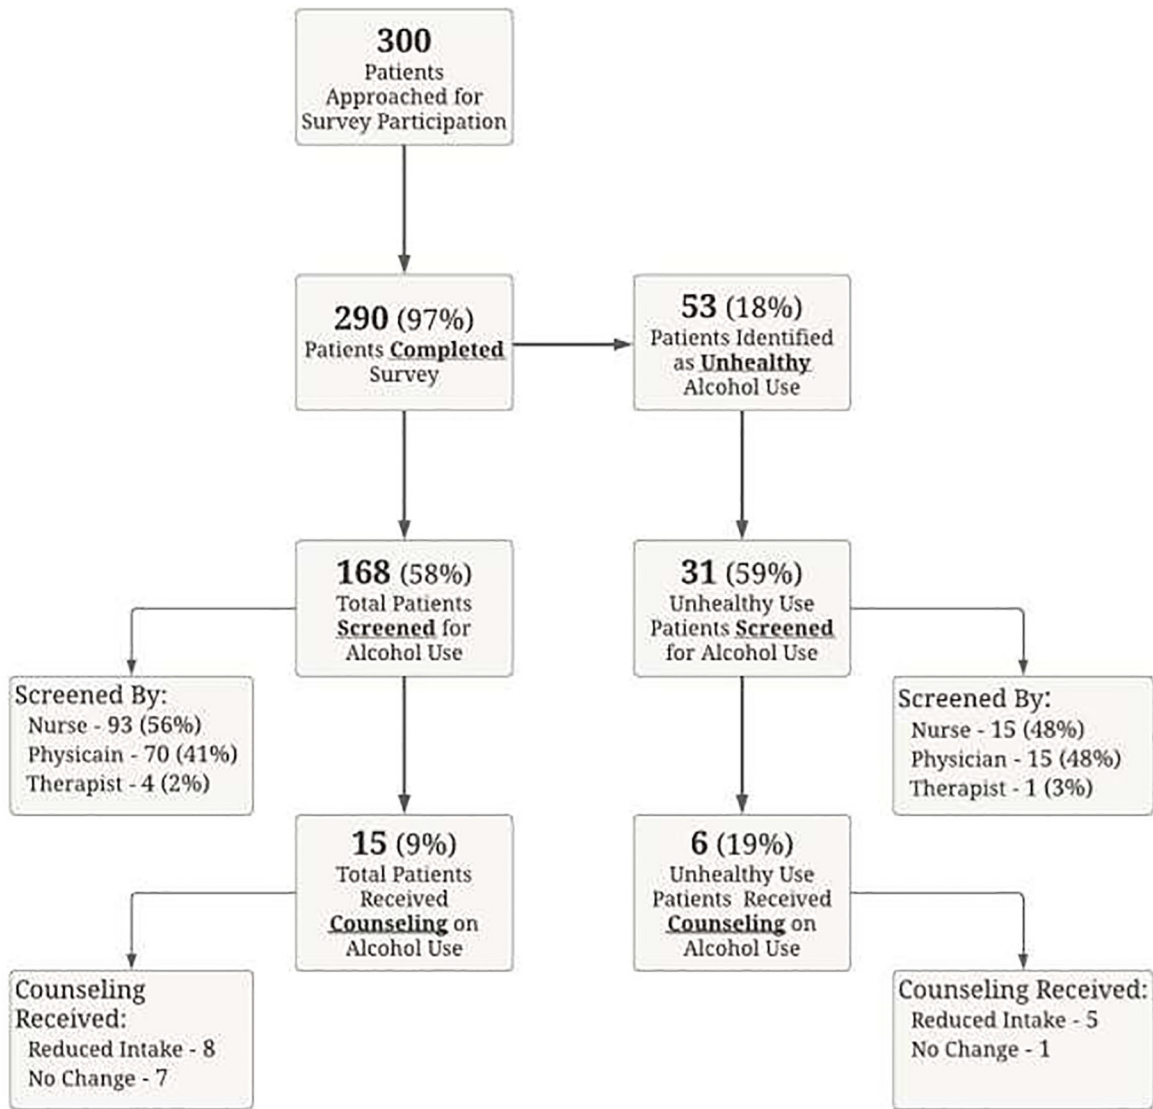 300
Patients
Approached for
Survey Participation
290 (97%)
Patients Completed
Survey
53 (18%)
Patients Identified
as Unhealthy
Alcohol Use
168 (58%)
Total Patients
Screened for
Alcohol Use
31 (59%)
Unhealthy Use
Patients Screened
for Alcohol Use
Screened By:
Nurse - 93 (56%)
Physicain - 70 (41%)
Therapist - 4 (2%)
Screened By:
Nurse - 15 (48%)
Physician - 15 (48%)
Therapist - 1 (3%)
15 (9%)
Total Patients
Received
Counseling on
Alcohol Use
6 (19%)
Unhealthy Use
Patients Received
Counseling on
Alcohol Use
Counseling
Received:
Reduced Intake - 8
No Change - 7
Counseling Received:
Reduced Intake - 5
No Change - 1